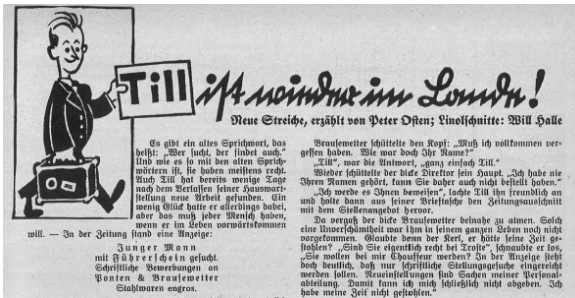 Till ist wieder im Lande!
Neue Streiche, erzählt von Peter Osten; Linolschnitte: Will Halle
Es gibt ein altes Sprichwort, das
heißt: „Wer sucht, der findet auch.“
Und wie es so mit den alten Sprich-
wörtern ist, sie haben meistens recht.
Auch Till hat bereits wenige Tage
nach dem Verlassen seiner Hauswart-
stellung neue Arbeit gefunden. Ein
wenig Glück hatte er allerdings dabei,
aber das muß jeder Mensch haben,
wenn er im Leben vorwärtskommen
will. — In der Zeitung stand eine Anzeige:
Junger Mann
mit Führerschein gesucht.
Schriftliche Bewerbungen an
Ponten & Brausewetter
Stahlwaren engros.
Brausewetter schüttelte den Kopf: „Muß ich vollkommen ver-
gessen haben. Wie war doch Ihr Name?“
„Till“, war die Antwort, „ganz einfach Till.“
Wieder schüttelte der dicke Direktor sein Haupt. „Ich habe nie
Ihren Namen gehört, kann Sie daher auch nicht bestellt haben.“
„Ich werde es Ihnen beweisen“, lachte Till ihn freundlich an
und holte dann aus seiner Brieftasche den Zeitungsausschnitt
mit dem Stellenangebot hervor.
Da vergaß der dicke Brausewetter beinahe zu atmen. Solch
eine Unverschämtheit war ihm in seinem ganzen Leben noch nicht
vorgekommen. Glaubte denn der Kerl, er hätte seine Zeit ge-
stohlen? „Sind Sie eigentlich recht bei Troste“, schnaubte er los,
„Sie wollen bei mir Chauffeur werden? In der Anzeige steht
doch deutlich, daß nur schriftliche Stellungsgesuche eingereicht
werden sollen. Neueinstellungen sind Sachen meiner Personal-
abteilung. Damit kann ich mich schließlich nicht abgeben. Ich
habe meine Zeit nicht gestohlen.“